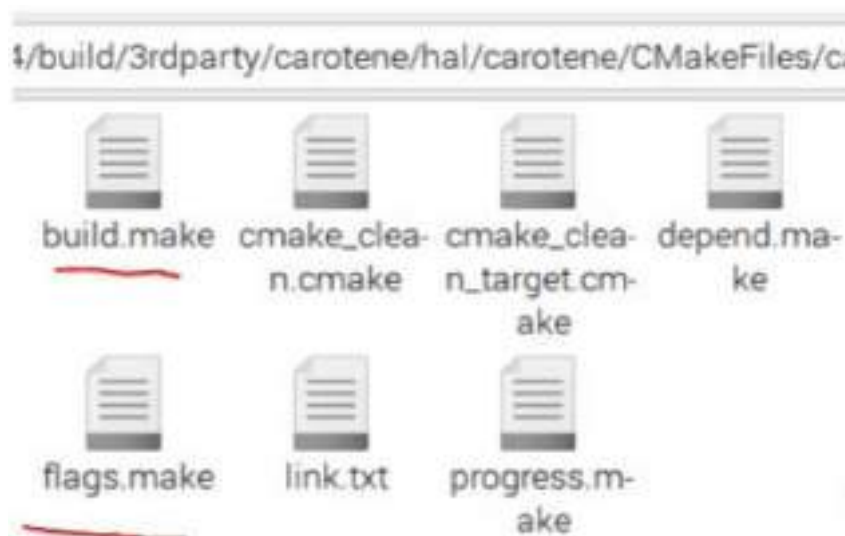 4/build/3rdparty/carotene/hal/carotene/CMakeFiles/ca
build.make cmake_clea- cmake_clea- depend.ma-
n.cmake n_target.cm- ke
ake
flags.make link.txt progress.m-
ake